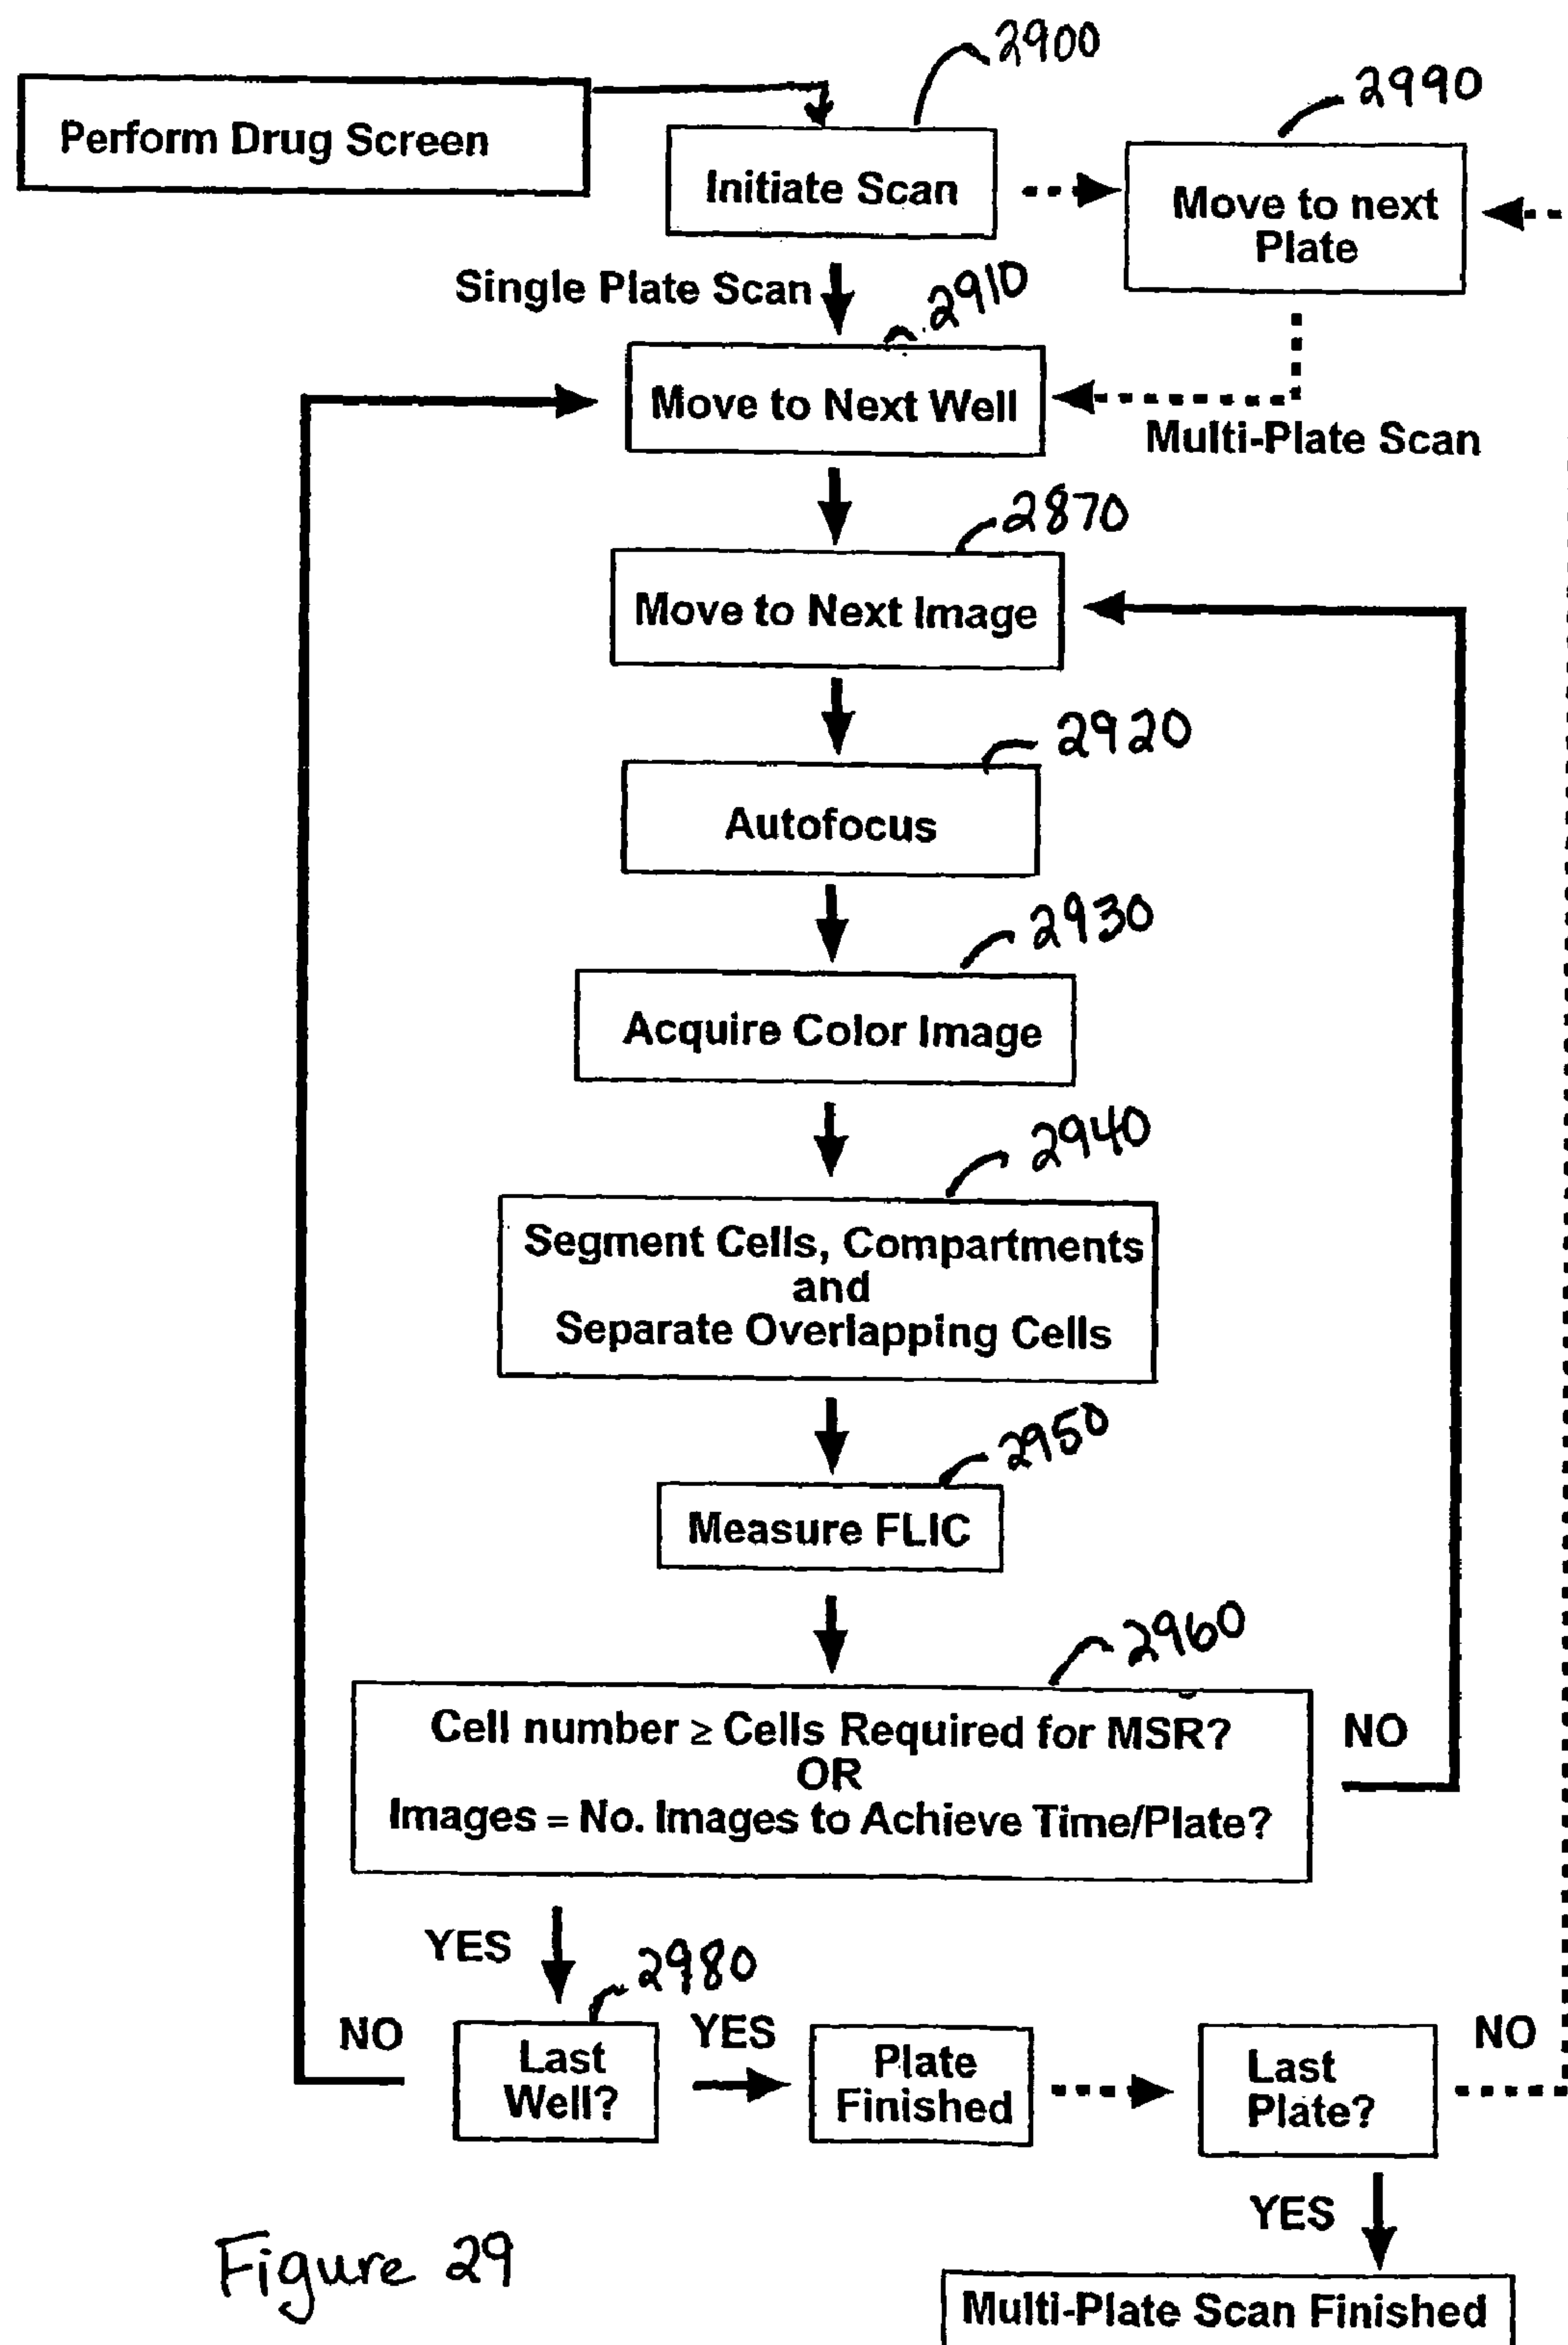 2900
2990
Perform Drug Screen
Initiate Scan
Move to next
Plate
Single Plate Scan
2910
Move to Next Well
Multi-Plate Scan
2870
Move to Next Image
2920
Autofocus
2930
Acquire Color Image
2940
Segment Cells, Compartments
and
Separate Overlapping Cells
2950
Measure FLIC
2960
Cell number ≥ Cells Required for MSR?
OR
Images = No. Images to Achieve Time/Plate?
NO
YES
2980
NO
Last
Well?
YES
Plate
Finished
Last
Plate?
NO
YES
Multi-Plate Scan Finished
Figure 29